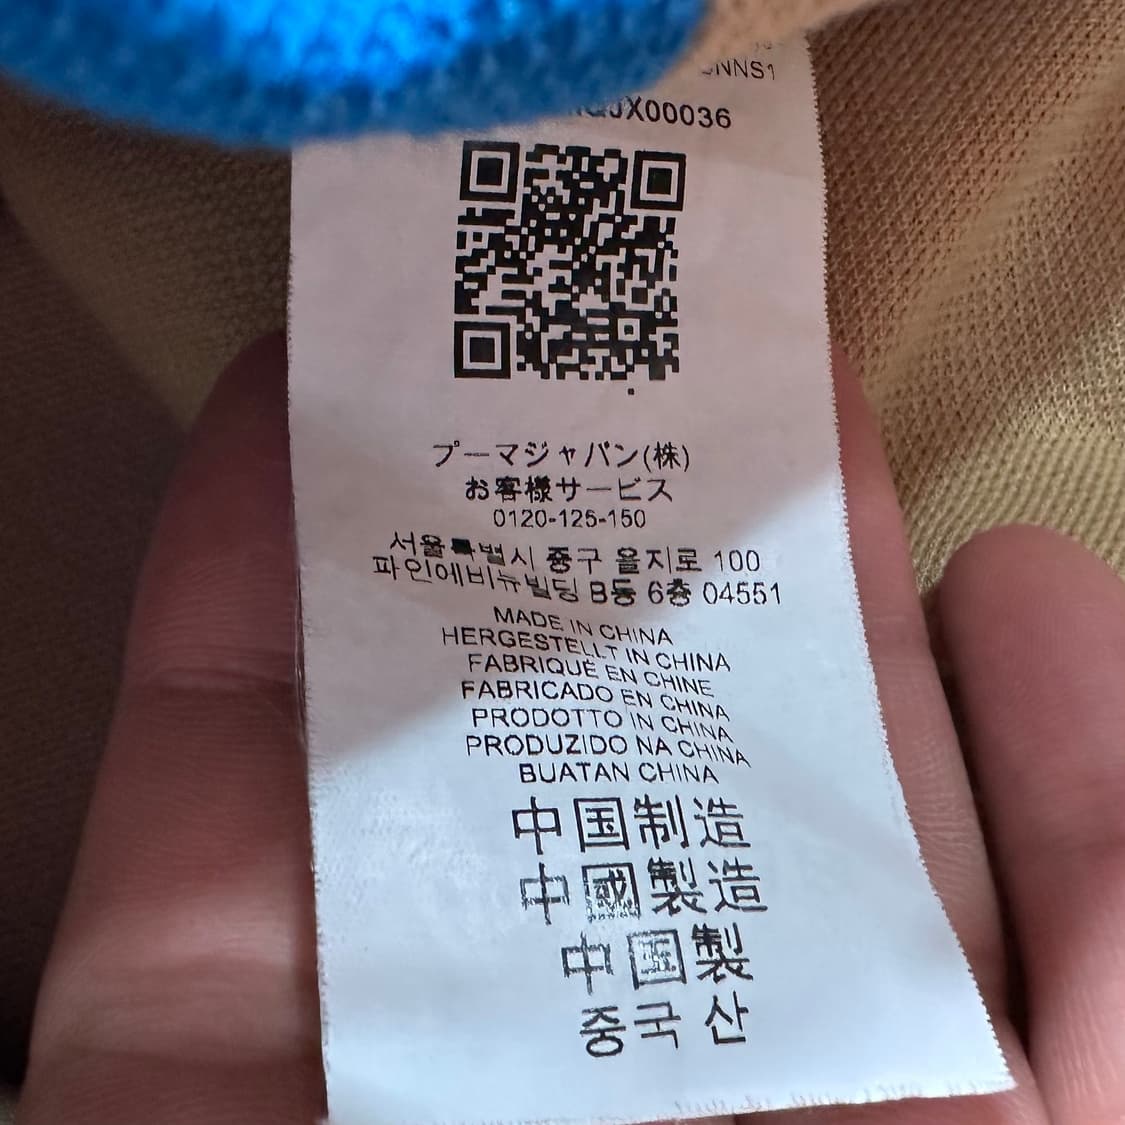 X00036
プーマジャパン(株)
お客様サービス
0120-125-150
서울특별시 중구 을지로 100
파인에비뉴빌딩 B동 6층 04551
MADE IN CHINA
HERGESTELLT IN CHINA
FABRIQUÉ EN CHINE
FABRICADO EN CHINA
PRODOTTO IN CHINA
PRODUZIDO NA CHINA
BUATAN CHINA
中国制造
中國製造
中国製
중국 산